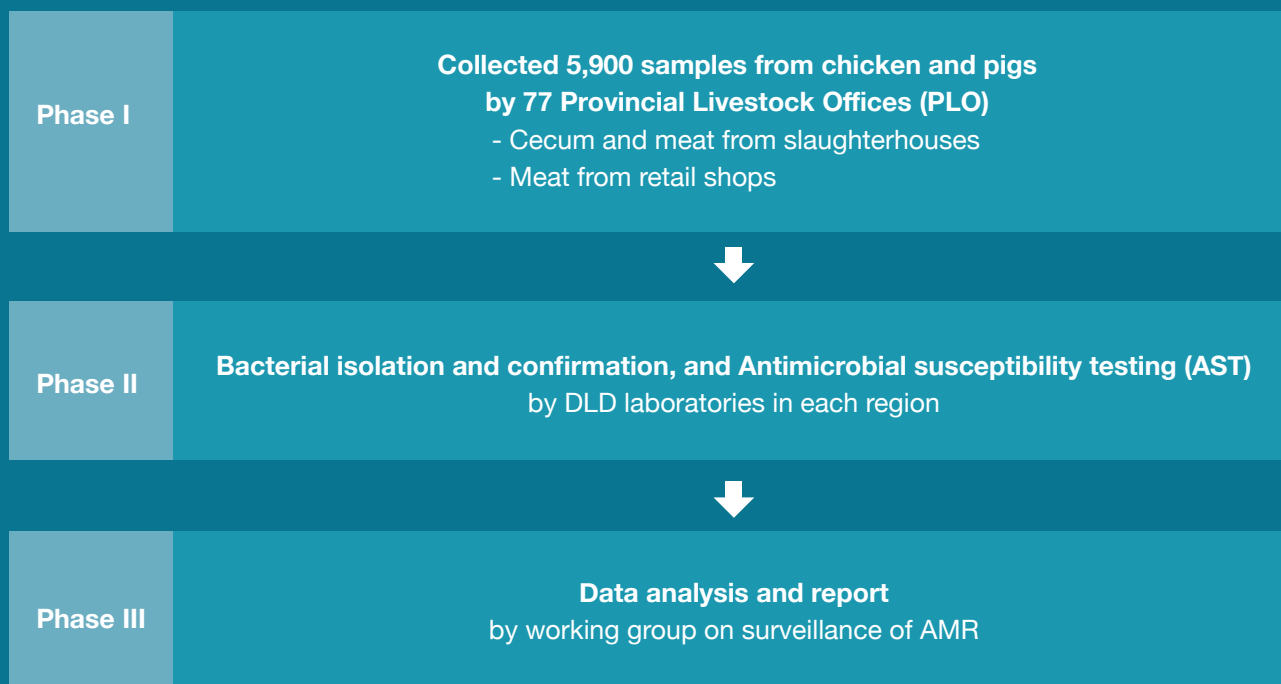 Phase I
Collected 5,900 samples from chicken and pigs
by 77 Provincial Livestock Offices (PLO)
- Cecum and meat from slaughterhouses
- Meat from retail shops
Phase II
Bacterial isolation and confirmation, and Antimicrobial susceptibility testing (AST)
by DLD laboratories in each region
Phase III
Data analysis and report
by working group on surveillance of AMR